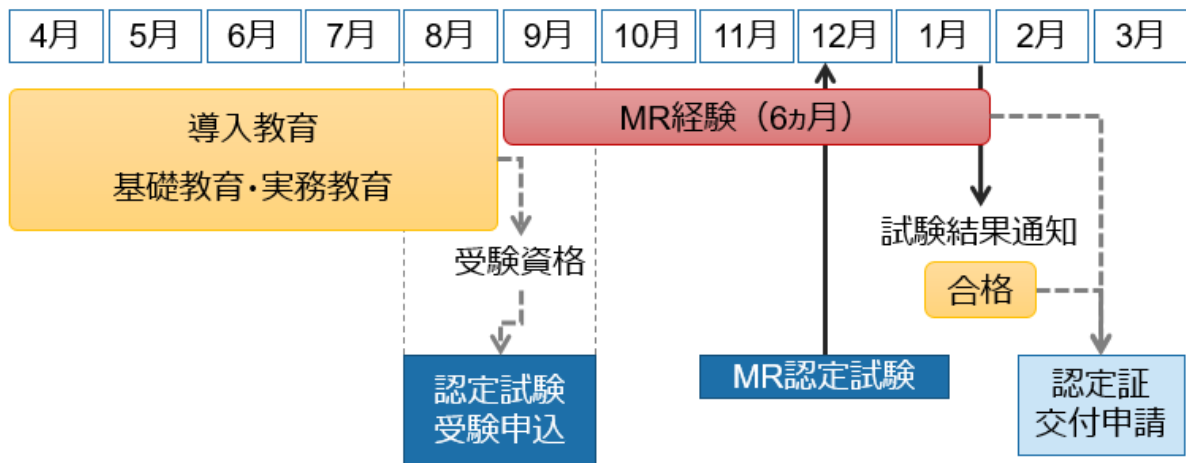 4月 5月 6月 7月 8月 9月 10月 11月 12月 1月 2月 3月
導入教育
基礎教育・実務教育
MR経験（6ヵ月）
受験資格
試験結果通知
合格
認定試験
受験申込
MR認定試験
認定証
交付申請